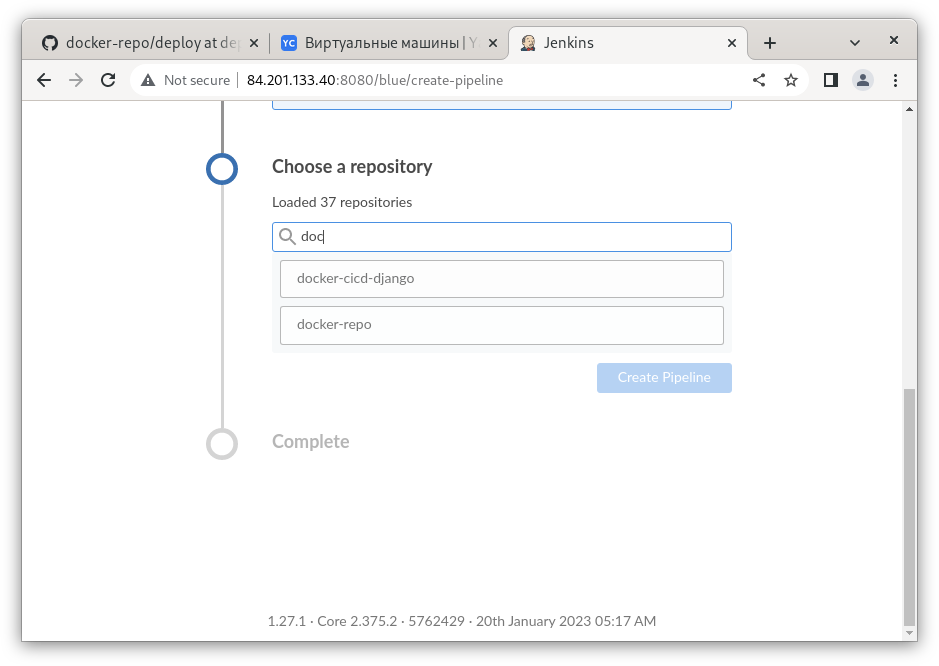 docker-repo/deploy at dep
Виртуальные машины | Y
Jenkins
Not secure
84.201.133.40:8080/blue/create-pipeline
Choose a repository
Loaded 37 repositories
doc
docker-cicd-django
docker-repo
Create Pipeline
Complete
1.27.1 · Core 2.375.2 · 5762429 · 20th January 2023 05:17 AM